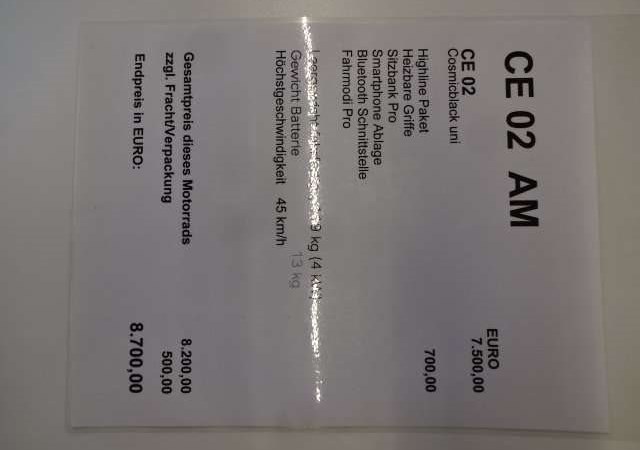 CE 02 AM
EURO
CE 02 7.500,00
Cosmicblack uni
Highline Paket 700,00
Heizbare Griffe
Sitzbank Pro
Smartphone Ablage
Bluetooth Schnittstelle
Fahrmodi Pro
kg (4
Gewicht Batterie 13 kg
Höchstgeschwindigkeit 45 km/h
Gesamtpreis dieses Motorrads 8.200,00
zzgl. Fracht/Verpackung 500,00
Endpreis in EURO: 8.700,00